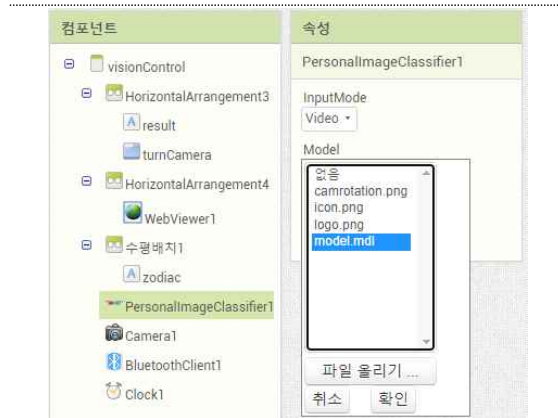 컴포넌트
visionControl
HorizontalArrangement3
result
turnCamera
HorizontalArrangement4
WebViewer1
수평배치1
zodiac
PersonalImageClassifier1
Camera1
BluetoothClient1
Clock1
속성
PersonalImageClassifier1
InputMode
Video
Model
없음
camrotation.png
icon.png
logo.png
model.mdl
파일 올리기 ...
취소 확인